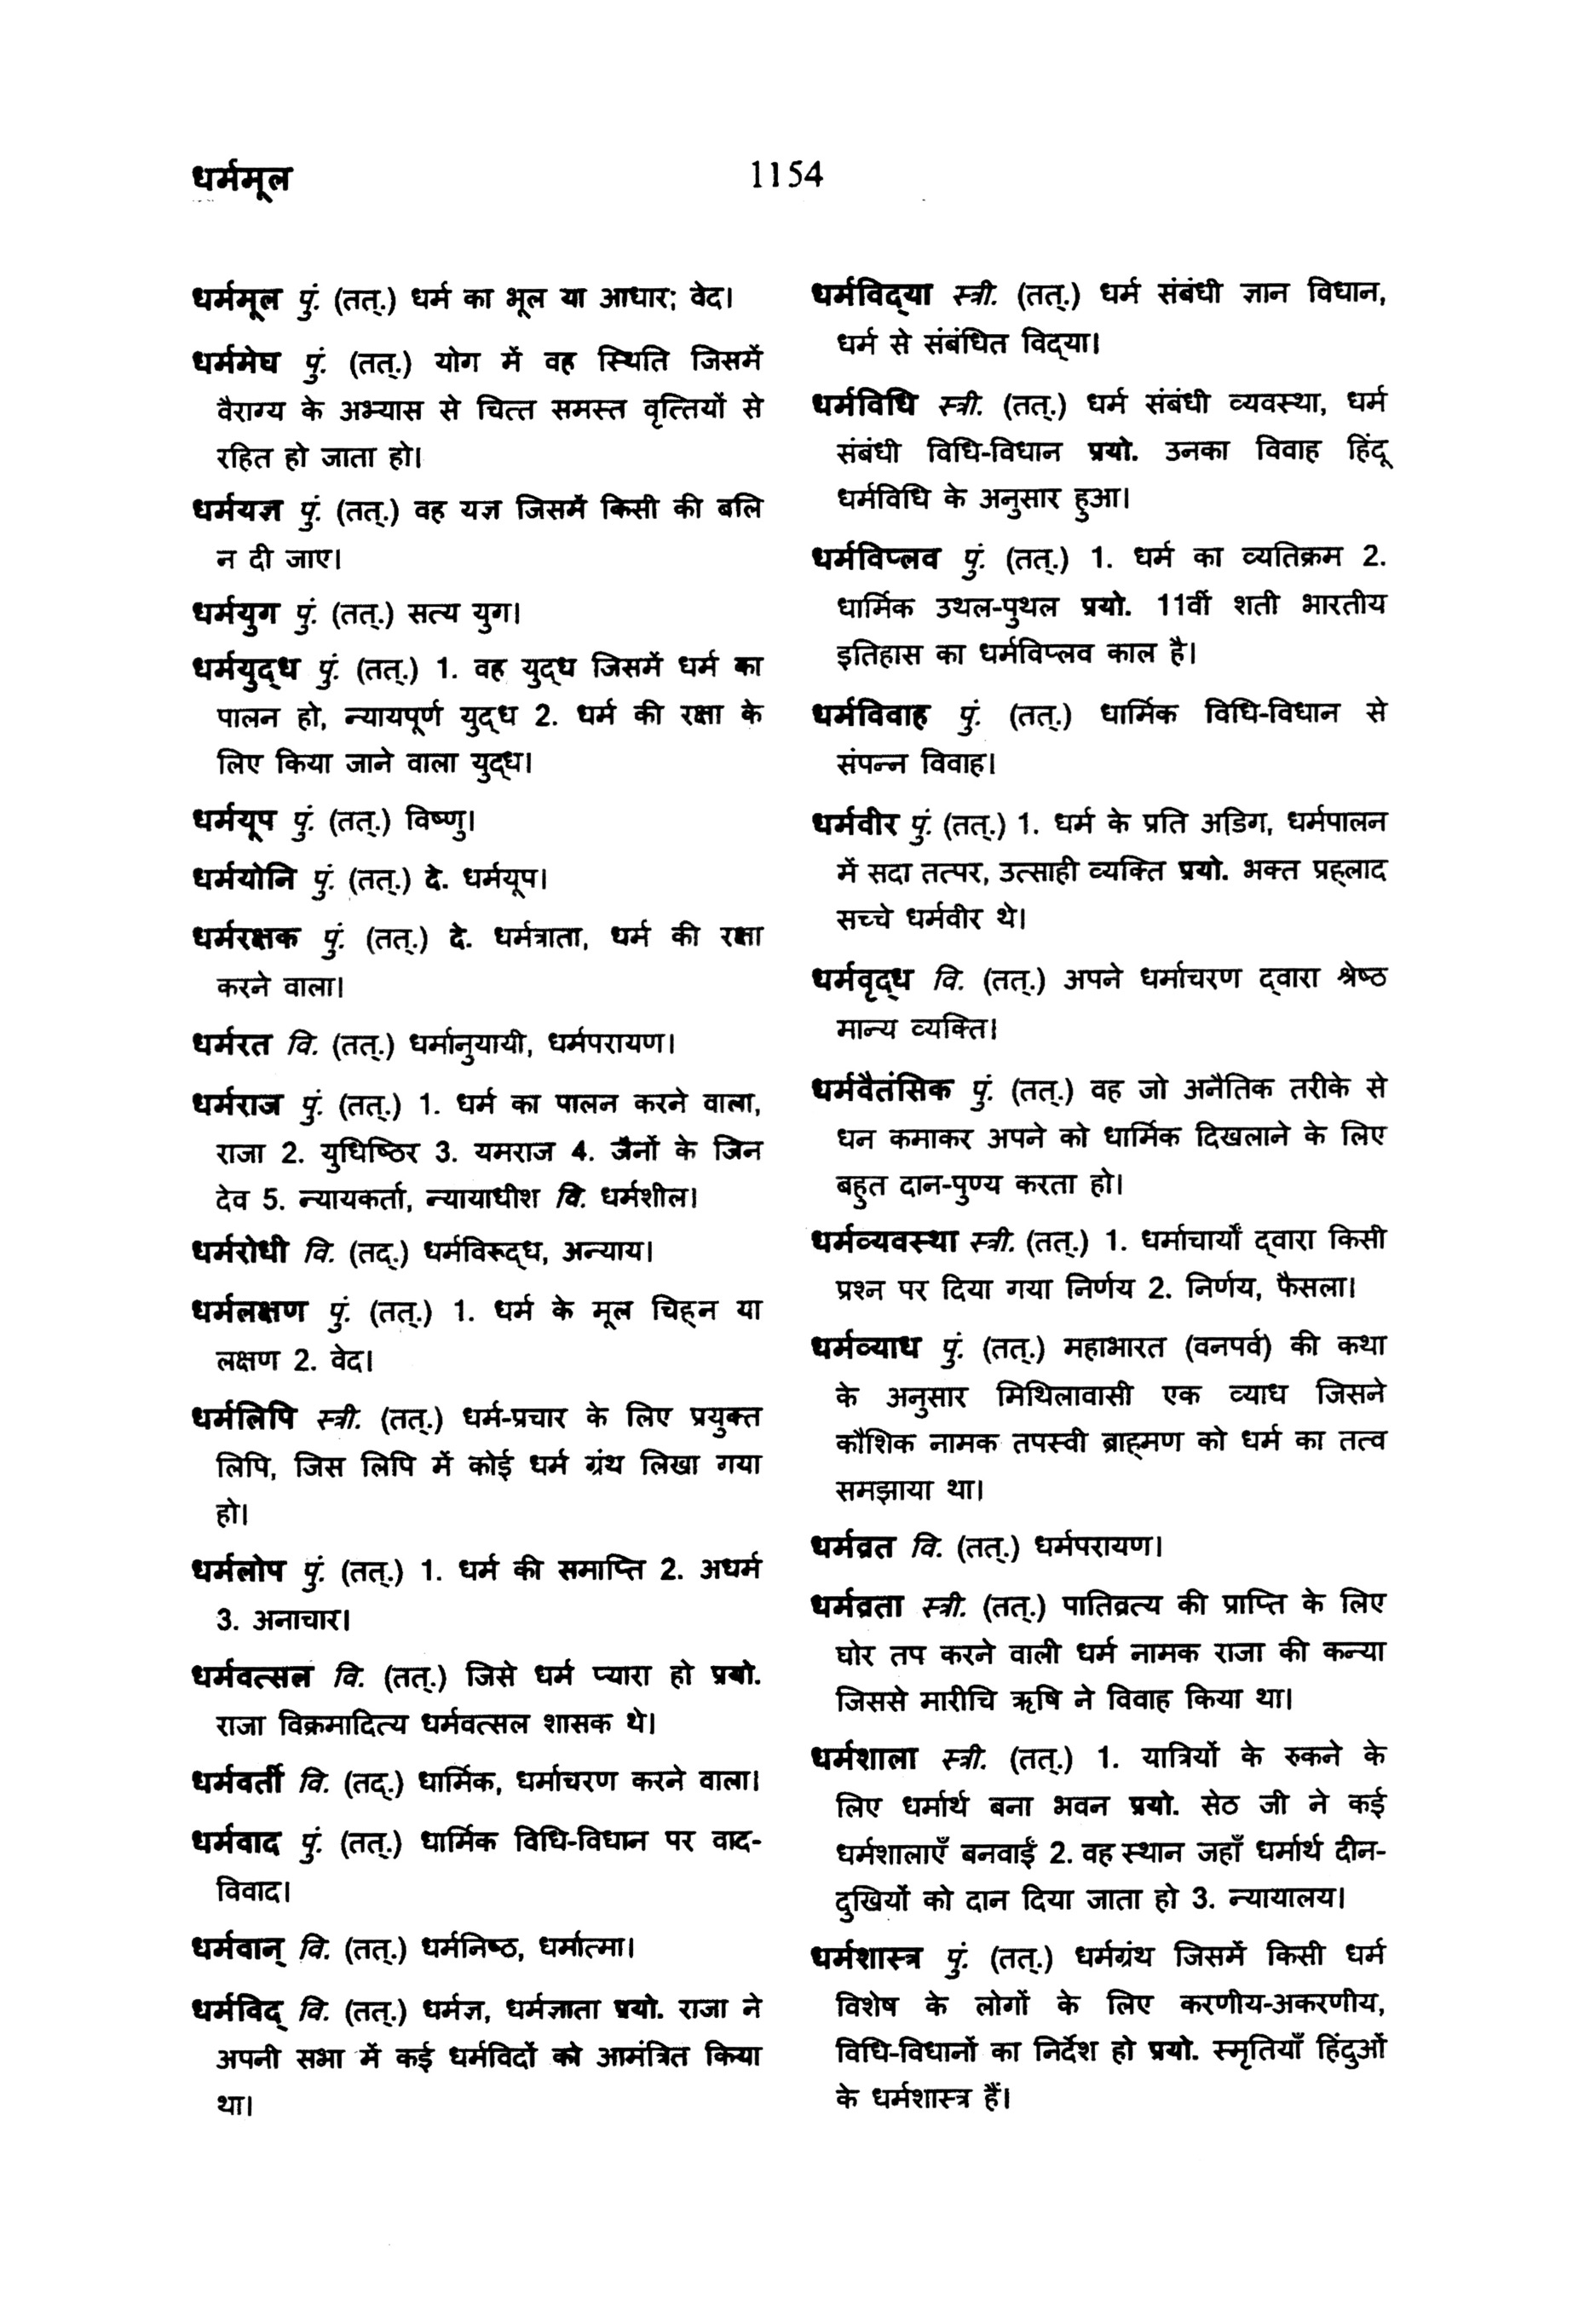 धर्ममूल
1154
धर्ममूल पुं. (तत्.) धर्म का भूल या आधार; वेद।
धर्ममेघ पुं. (तत्.) योग में वह स्थिति जिसमें
वैराग्य के अभ्यास से चित्त समस्त वृत्तियों से
रहित हो जाता हो।
धर्मयज्ञ पुं. (तत्.) वह यज्ञ जिसमें किसी की बलि
न दी जाए।
धर्मयुग पुं. (तत्.) सत्य युग।
धर्मयुद्‌ध पुं. (तत्.) 1. वह युद्‌ध जिसमें धर्म का
पालन हो, न्यायपूर्ण युद्‌ध 2. धर्म की रक्षा के
लिए किया जाने वाला युद्‌ध।
धर्मयूप पुं. (तत्.) विष्णु।
धर्मयोनि पुं. (तत्.) दे. धर्मयूप।
धर्मरक्षक पुं. (तत्.) दे. धर्मत्राता, धर्म की रक्षा
करने वाला।
धर्मरत वि. (तत्.) धर्मानुयायी, धर्मपरायण।
धर्मराज पुं. (तत्.) 1. धर्म का पालन करने वाला,
राजा 2. युधिष्ठिर 3. यमराज 4. जैनों के जिन
देव 5. न्यायकर्ता, न्यायाधीश वि. धर्मशील।
धर्मरोधी वि. (तद्.) धर्मविरूद्‌ध, अन्याय।
धर्मलक्षण पुं. (तत्.) 1. धर्म के मूल चिह्‌न या
लक्षण 2. वेद।
धर्मलिपि स्त्री. (तत्.) धर्म-प्रचार के लिए प्रयुक्त
लिपि, जिस लिपि में कोई धर्म ग्रंथ लिखा गया
हो।
धर्मलोप पुं. (तत्.) 1. धर्म की समाप्ति 2. अधर्म
3. अनाचार।
धर्मवत्सल वि. (तत्.) जिसे धर्म प्यारा हो प्रयो.
राजा विक्रमादित्य धर्मवत्सल शासक थे।
धर्मवर्ती वि. (तद्.) धार्मिक, धर्माचरण करने वाला।
धर्मवाद पुं. (तत्.) धार्मिक विधि-विधान पर वाद-
विवाद।
धर्मवान् वि. (तत्.) धर्मनिष्ठ, धर्मात्मा।
धर्मविद् वि. (तत्.) धर्मज्ञ, धर्मज्ञाता प्रयो. राजा ने
अपनी सभा में कई धर्मविदों को आमंत्रित किया
था।
धर्मविद्‌या स्त्री. (तत्.) धर्म संबंधी ज्ञान विधान,
धर्म से संबंधित विद्‌या।
धर्मविधि स्त्री. (तत्.) धर्म संबंधी व्यवस्था, धर्म
संबंधी विधि-विधान प्रयो. उनका विवाह हिंदू
धर्मविधि के अनुसार हुआ।
धर्मविप्लव पुं. (तत्.) 1. धर्म का व्यतिक्रम 2.
धार्मिक उथल-पुथल प्रयो. 11वीं शती भारतीय
इतिहास का धर्मविप्लव काल है।
धर्मविवाह पुं. (तत्.) धार्मिक विधि-विधान से
संपन्न विवाह।
धर्मवीर पुं. (तत्.) 1. धर्म के प्रति अडिग, धर्मपालन
में सदा तत्पर, उत्साही व्यक्ति प्रयो. भक्त प्रह्‌लाद
सच्चे धर्मवीर थे।
धर्मवृद्‌ध वि. (तत्.) अपने धर्माचरण द्‌वारा श्रेष्ठ
मान्य व्यक्ति।
धर्मवैतंसिक पुं. (तत्.) वह जो अनैतिक तरीके से
धन कमाकर अपने को धार्मिक दिखलाने के लिए
बहुत दान-पुण्य करता हो।
धर्मव्यवस्था स्त्री. (तत्.) 1. धर्माचार्यों द्‌वारा किसी
प्रश्न पर दिया गया निर्णय 2. निर्णय, फैसला।
धर्मव्याध पुं. (तत्.) महाभारत (वनपर्व) की कथा
के अनुसार मिथिलावासी एक व्याध जिसने
कौशिक नामक तपस्वी ब्राह्‌मण को धर्म का तत्व
समझाया था।
धर्मव्रत वि. (तत्.) धर्मपरायण।
धर्मव्रता स्त्री. (तत्.) पातिव्रत्य की प्राप्ति के लिए
घोर तप करने वाली धर्म नामक राजा की कन्या
जिससे मारीचि ऋषि ने विवाह किया था।
धर्मशाला स्त्री. (तत्.) 1. यात्रियों के रुकने के
लिए धर्मार्थ बना भवन प्रयो. सेठ जी ने कई
धर्मशालाएँ बनवाईं 2. वह स्थान जहाँ धर्मार्थ दीन-
दुखियों को दान दिया जाता हो 3. न्यायालय।
धर्मशास्त्र पुं. (तत्.) धर्मग्रंथ जिसमें किसी धर्म
विशेष के लोगों के लिए करणीय-अकरणीय,
विधि-विधानों का निर्देश हो प्रयो. स्मृतियाँ हिंदुओं
के धर्मशास्त्र हैं।